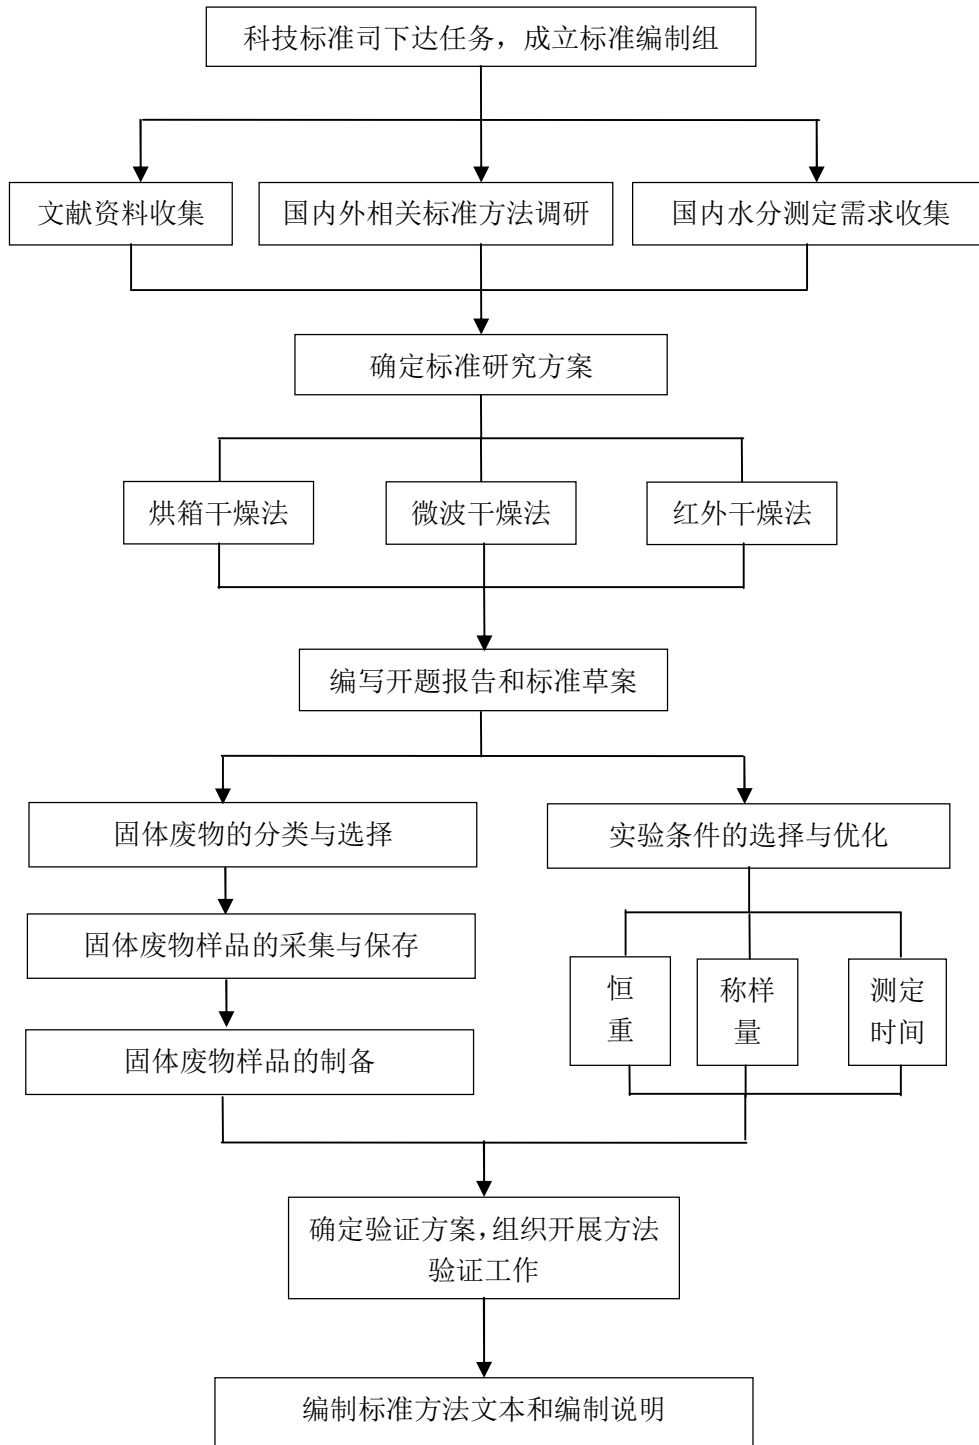 科技标准司下达任务，成立标准编制组
文献资料收集
国内外相关标准方法调研
国内水分测定需求收集
确定标准研究方案
烘箱干燥法
微波干燥法
红外干燥法
编写开题报告和标准草案
固体废物的分类与选择
实验条件的选择与优化
固体废物样品的采集与保存
恒
重
称样
量
测定
时间
固体废物样品的制备
确定验证方案，组织开展方法
验证工作
编制标准方法文本和编制说明